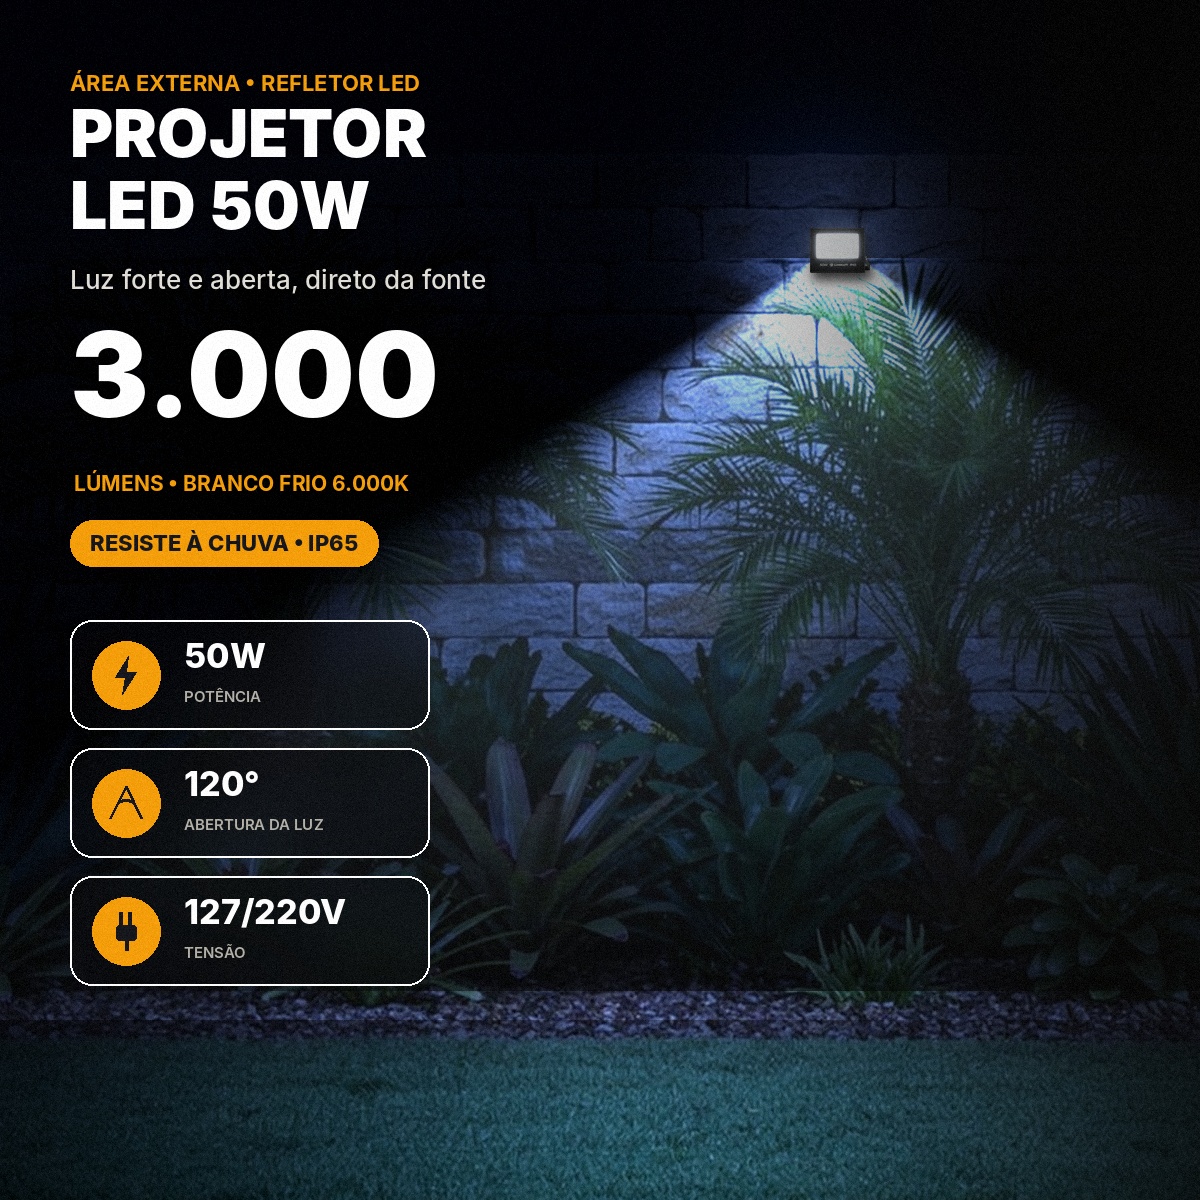 ÁREA EXTERNA • REFLETOR LED
PROJETOR
LED 50W
Luz forte e aberta, direto da fonte
3.000
LÚMENS • BRANCO FRIO 6.000K
RESISTE À CHUVA • IP65
50W
POTÊNCIA
120°
ABERTURA DA LUZ
127/220V
TENSÃO